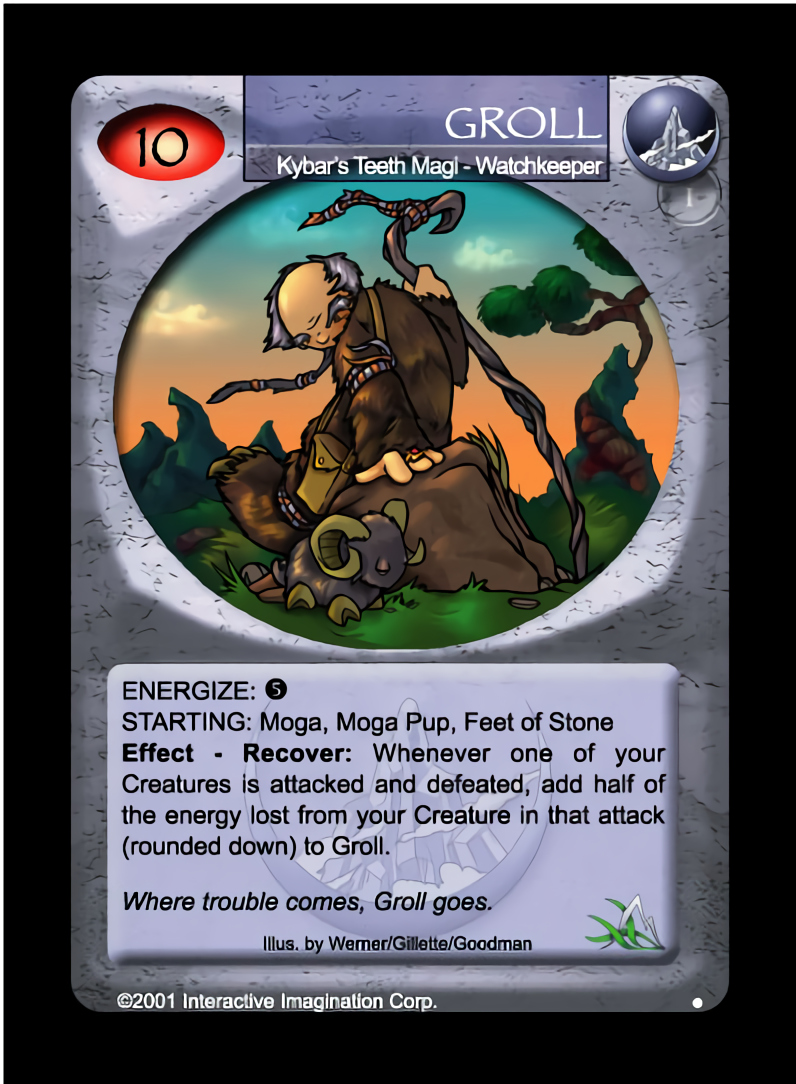 GROLL
10
Kybar's Teeth Magi - Watchkeeper
I
ENERGIZE: ❺
STARTING: Moga, Moga Pup, Feet of Stone
Effect - Recover: Whenever one of your
Creatures is attacked and defeated, add half of
the energy lost from your Creature in that attack
(rounded down) to Groll.
Where trouble comes, Groll goes.
Illus. by Werner/Gillette/Goodman
©2001 Interactive Imagination Corp.